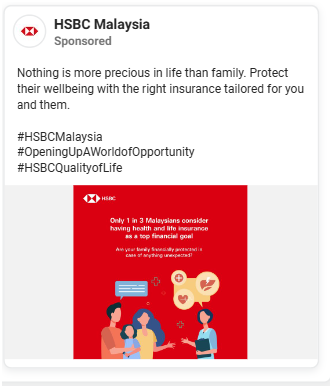 HSBC Malaysia
Sponsored
Nothing is more precious in life than family. Protect
their wellbeing with the right insurance tailored for you
and them.
#HSBCMalaysia
#OpeningUpAWorldofOpportunity
#HSBCQualityofLife
HSBC
Only 1 in 3 Malaysians consider
having health and life insurance
as a top financial goal
Are your family financially protected in
case of anything unexpected?